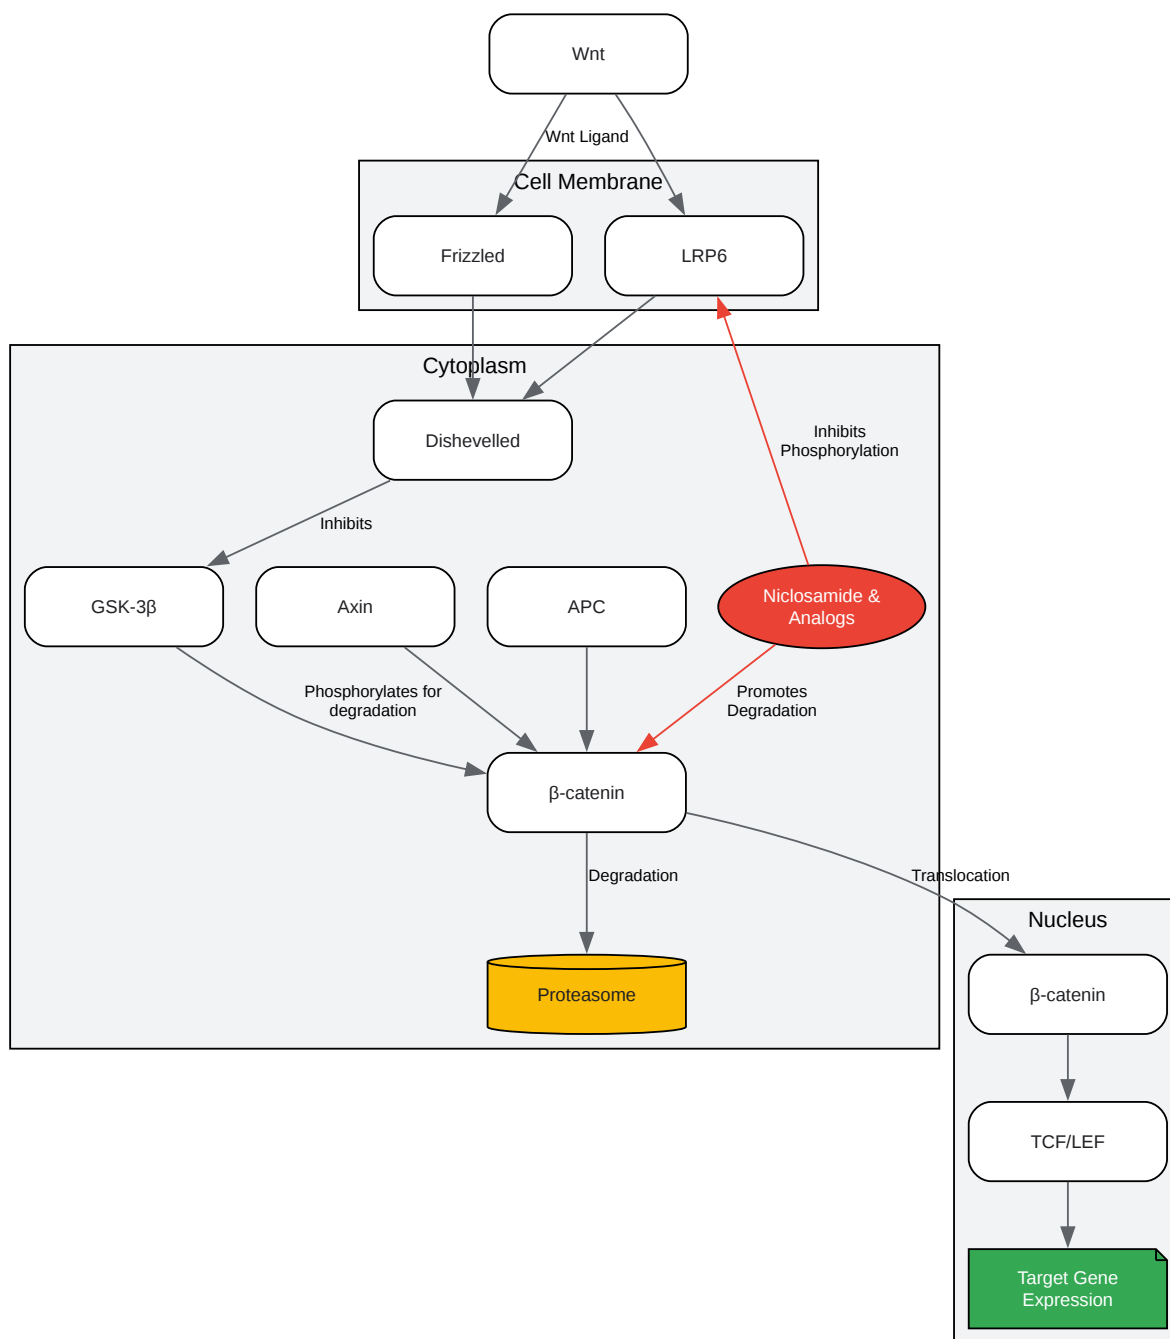 Wnt
Wnt Ligand
Cell Membrane
Frizzled
LRP6
Cytoplasm
Dishevelled
Inhibits
Phosphorylation
Inhibits
GSK-3β
Axin
APC
Niclosamide &
Analogs
Phosphorylates for
degradation
Promotes
Degradation
β-catenin
Degradation
Translocation
Nucleus
Proteasome
β-catenin
TCF/LEF
Target Gene
Expression